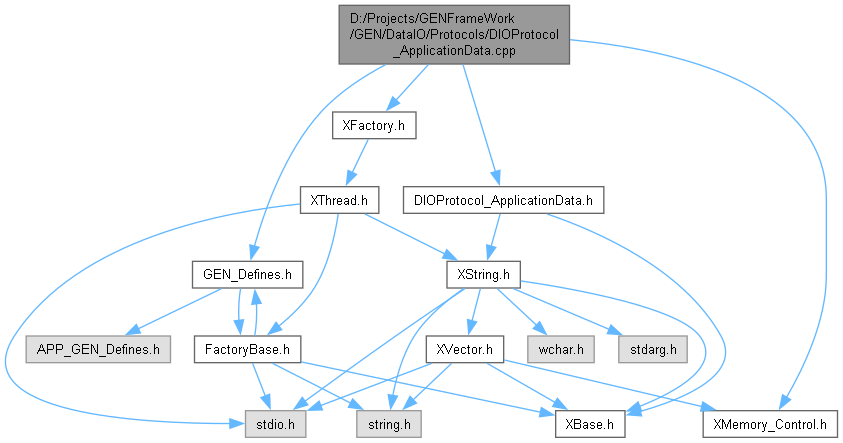 D:/Projects/GENFrameWork
/GEN/DataIO/Protocols/DIOProtocol
_ApplicationData.cpp
XFactory.h
XThread.h
DIOProtocol_ApplicationData.h
GEN_Defines.h
XString.h
APP_GEN_Defines.h
FactoryBase.h
XVector.h
wchar.h
stdarg.h
stdio.h
string.h
XBase.h
XMemory_Control.h